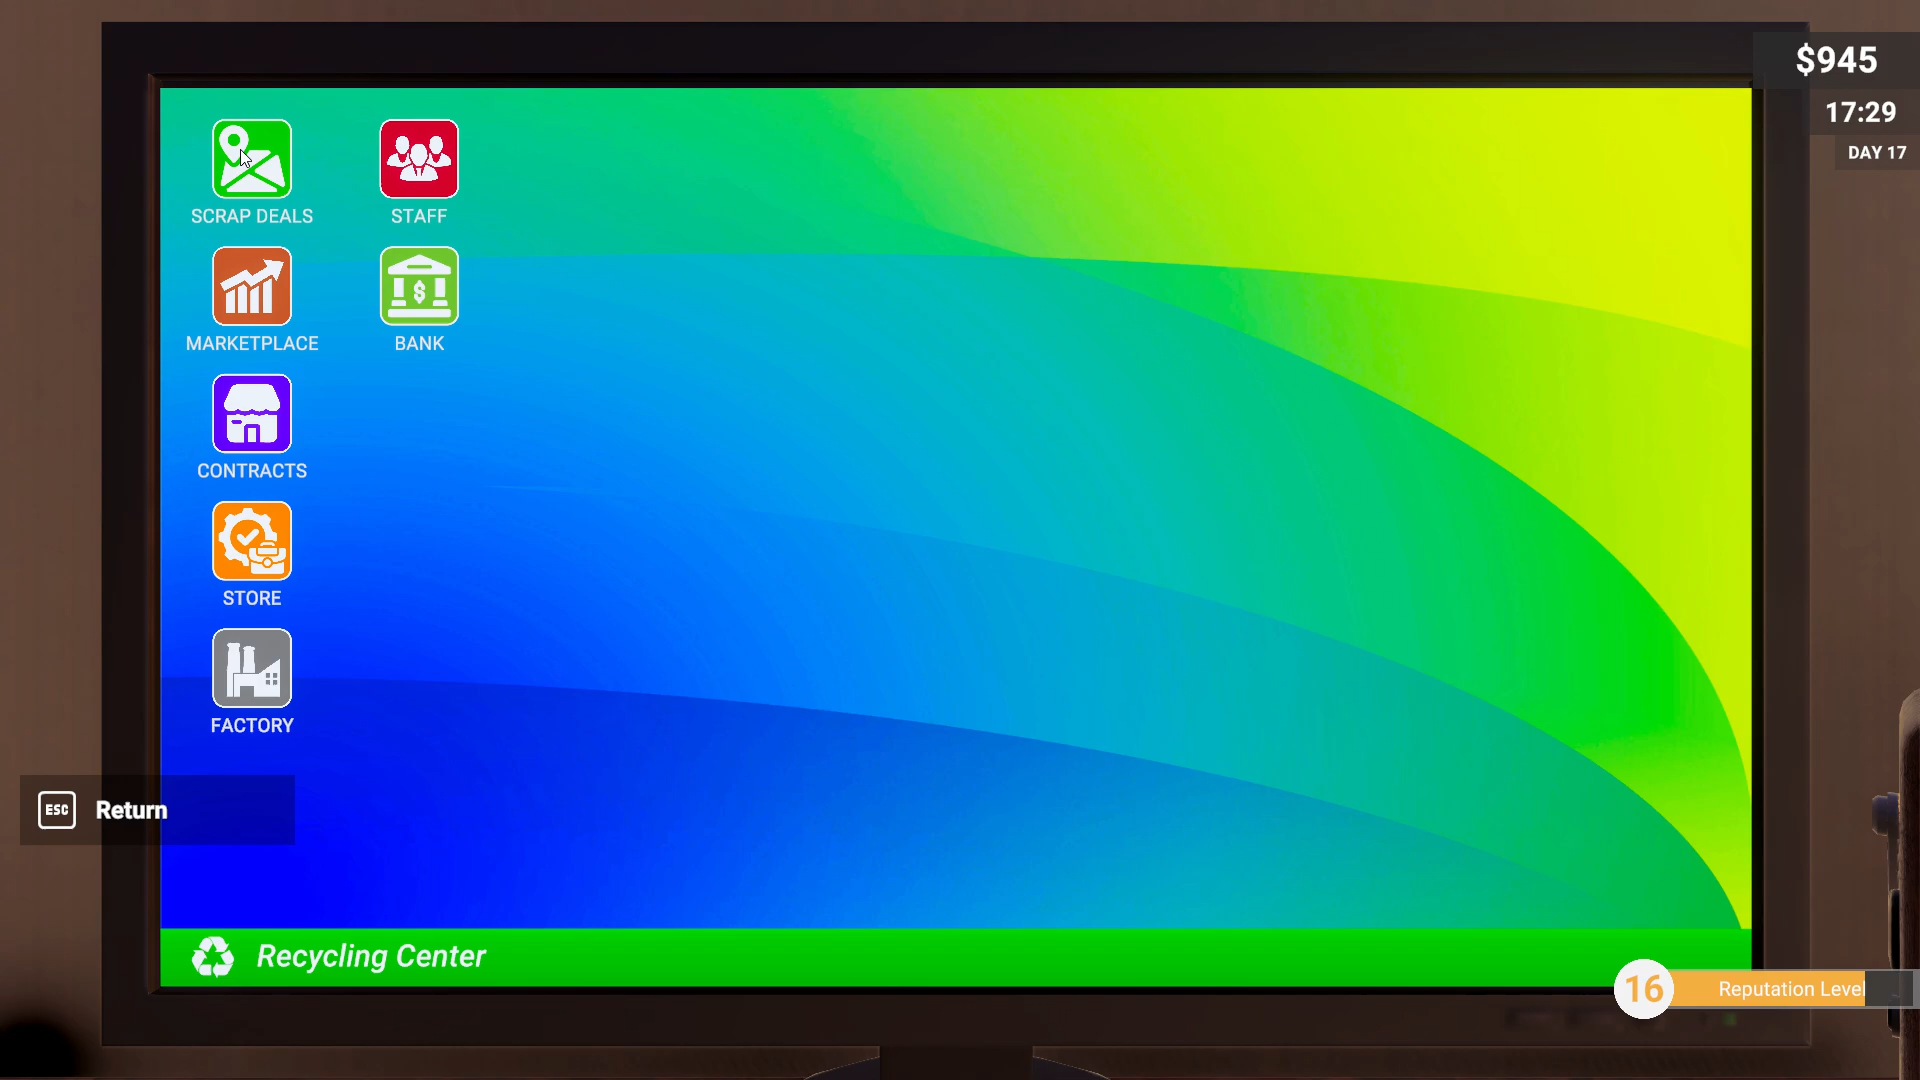 $945
17:29
DAY 17
SCRAP DEALS
STAFF
MARKETPLACE
BANK
CONTRACTS
STORE
FACTORY
ESC Return
Recycling Center
16 Reputation Level